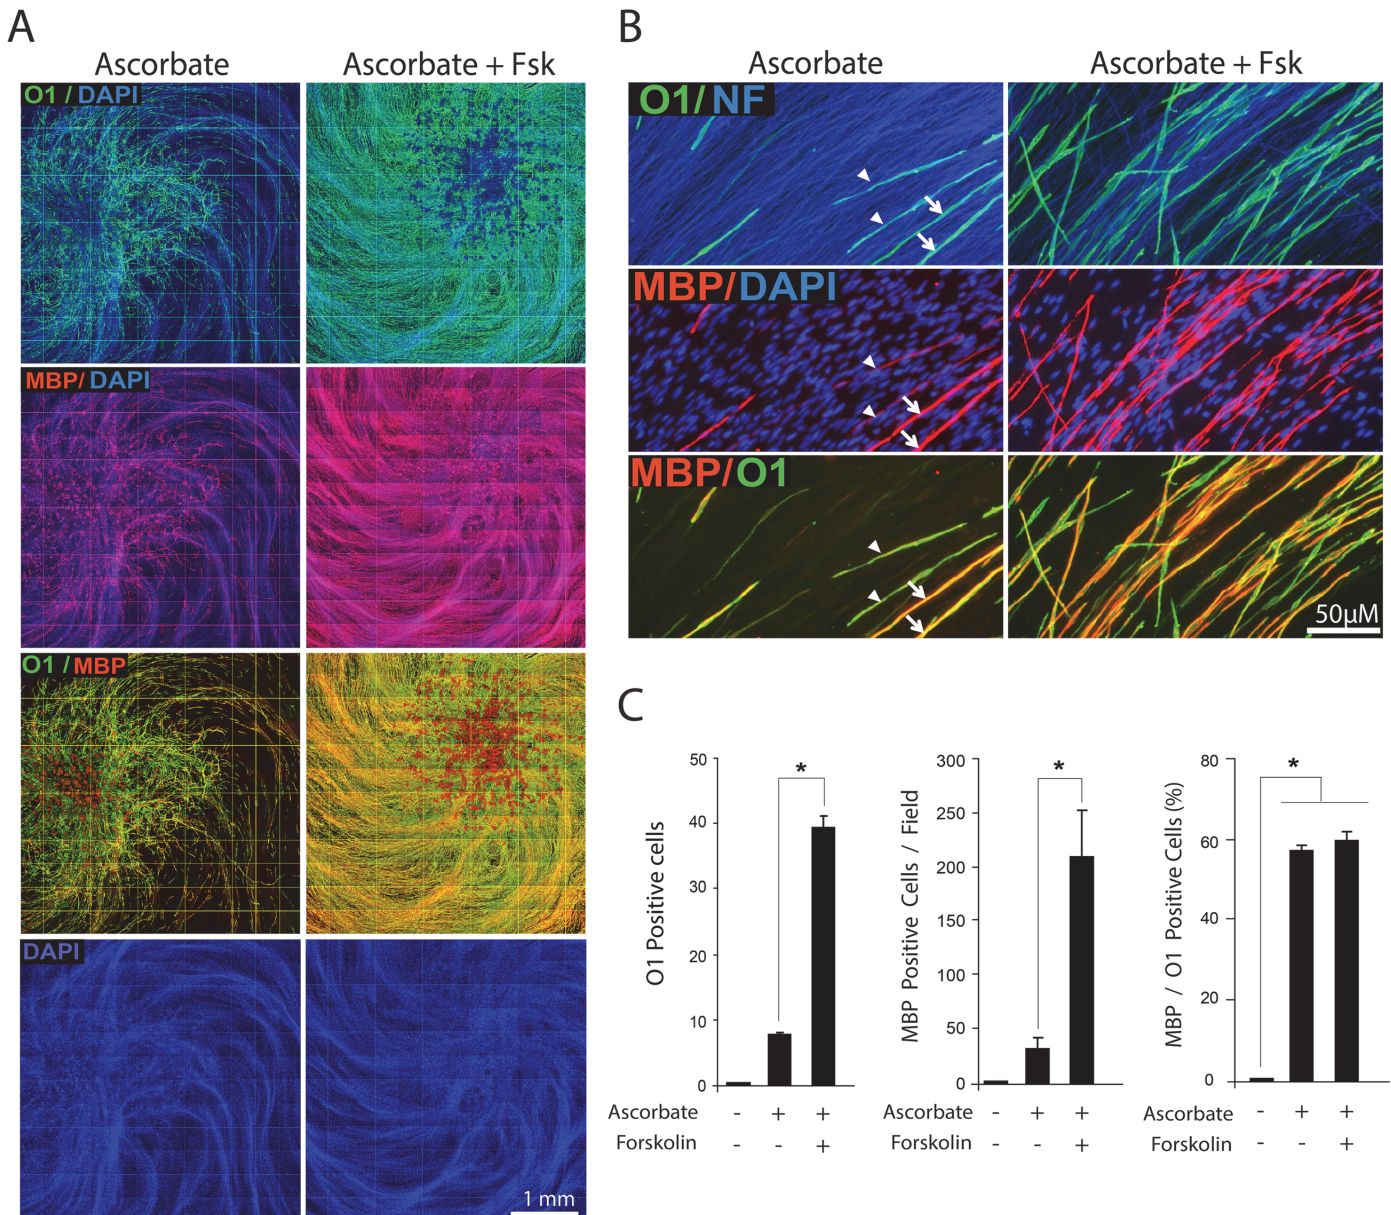 A
Ascorbate
Ascorbate + Fsk
O1 / DAPI
MBP/ DAPI
O1 / MBP
DAPI
1 mm
B
Ascorbate
Ascorbate + Fsk
O1/ NF
MBP/DAPI
MBP/O1
50μM
C
O1 Positive cells
50
40
30
20
10
0
* 
Ascorbate - + +
Forskolin - - +
MBP Positive Cells / Field
300
250
200
150
100
50
0
*
Ascorbate - + +
Forskolin - - +
MBP / O1 Positive Cells (%)
80
60
40
20
0
*
Ascorbate - + +
Forskolin - - +